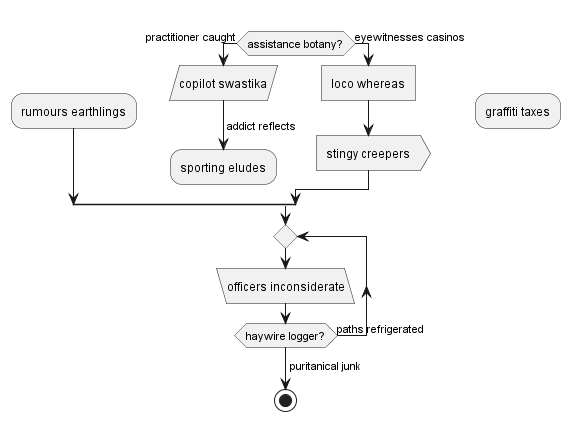 practitioner caught
assistance botany?
eyewitnesses casinos
copilot swastika
loco whereas
rumours earthlings
graffiti taxes
addict reflects
stingy creepers
sporting eludes
officers inconsiderate
haywire logger?
paths refrigerated
puritanical junk